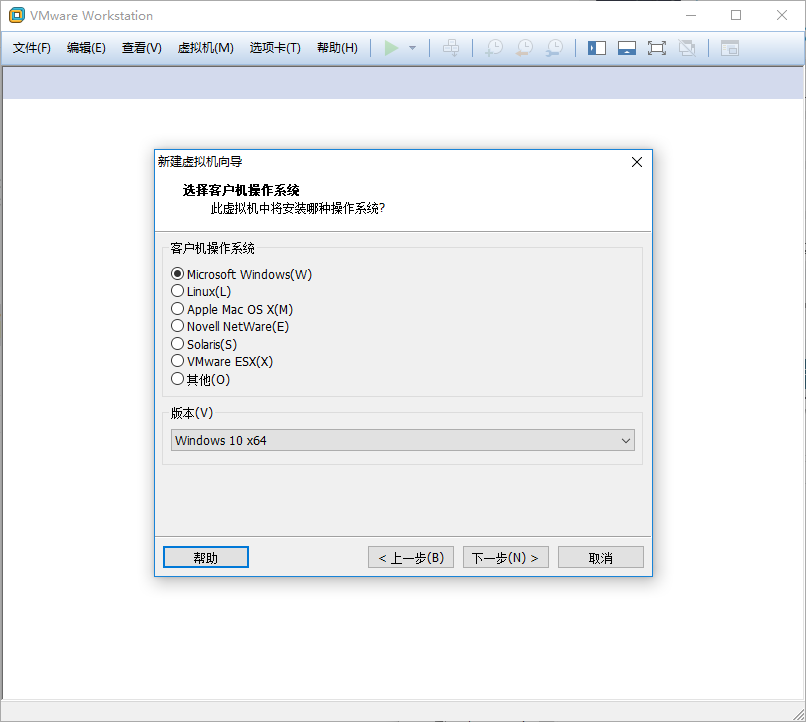 VMware Workstation
文件(F) 编辑(E) 查看(V) 虚拟机(M) 选项卡(T) 帮助(H)
新建虚拟机向导
选择客户机操作系统
此虚拟机中将安装哪种操作系统?
客户机操作系统
Microsoft Windows(W)
Linux(L)
Apple Mac OS X(M)
Novell NetWare(E)
Solaris(S)
VMware ESX(X)
其他(O)
版本(V)
Windows 10 x64
帮助 < 上一步(B) 下一步(N) > 取消